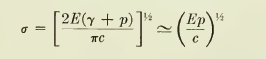 σ = [2E(γ + p) / πc]^½ ≃ (Ep / c)^½